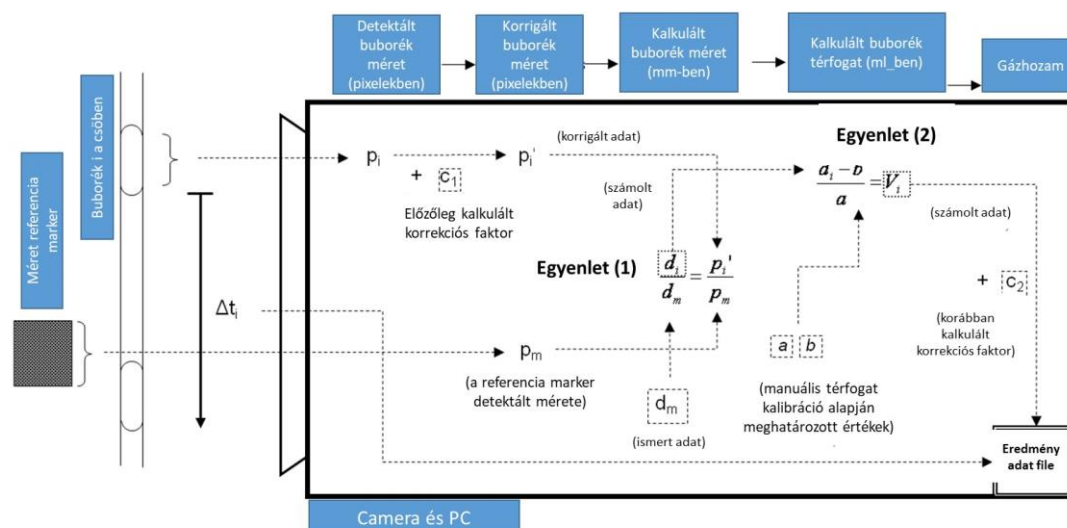 Detektált
buborék
méret
(pixelekben)
Korrigált
buborék
méret
(pixelekben)
Kalkulált
buborék méret
(mm-ben)
Kalkulált buborék
térfogat (ml_ben)
Gázhozam
Méret referencia
marker
Buborék i a csőben
Δtᵢ
pᵢ
+ c₁
pᵢ'
(korrigált adat)
Előzőleg kalkulált
korrekciós faktor
(számolt
adat)
Egyenlet (1)
dᵢ/dₘ = pᵢ'/pₘ
Egyenlet (2)
aᵢ – b / a = Vᵢ
(számolt adat)
+ c₂
(korábban
kalkulált
korrekciós faktor)
pₘ
(a referencia marker
detektált mérete)
dₘ
(ismert adat)
a b
(manuális térfogat
kalibráció alapján
meghatározott értékek)
Eredmény
adat file
Camera és PC